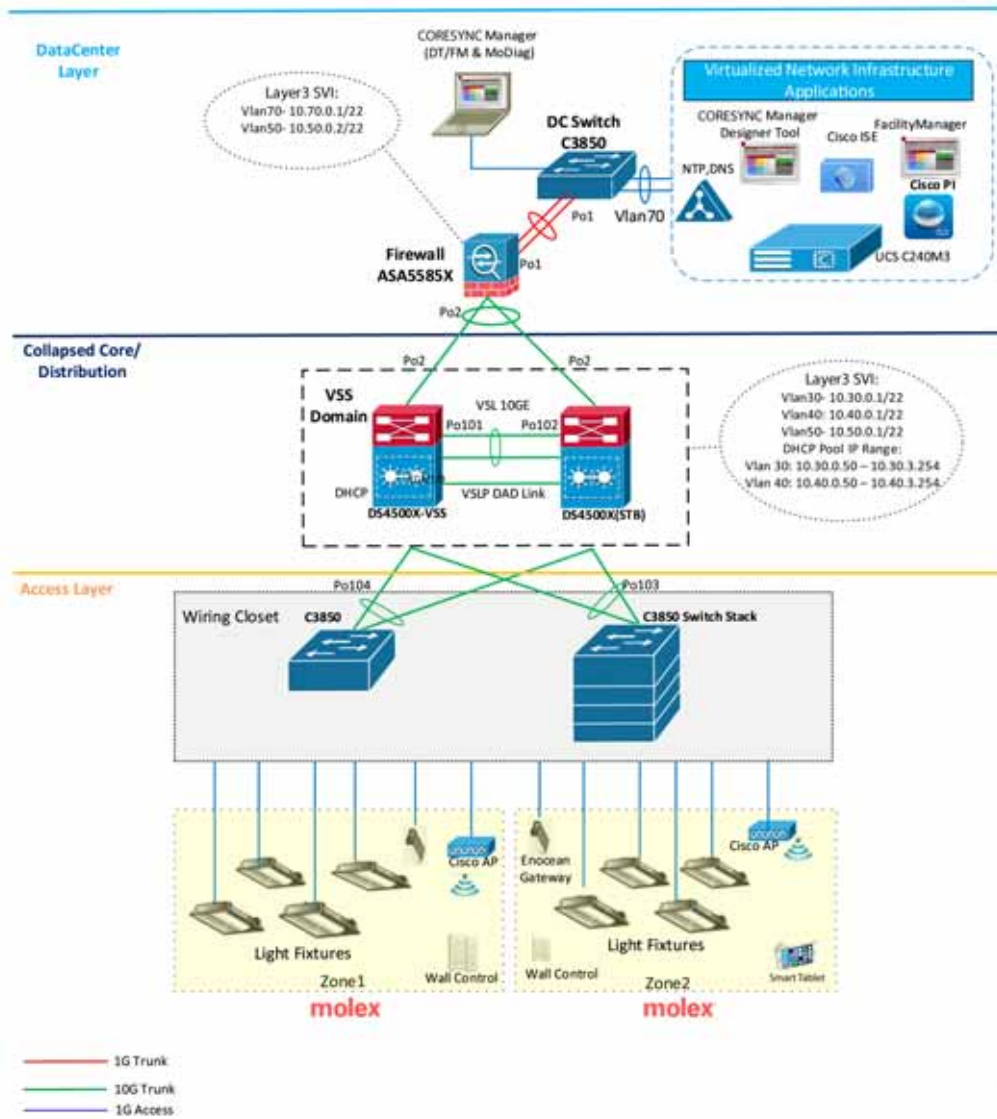 CORESYNC Manager
(DT/FM & MoDiag)
DataCenter
Layer
Layer3 SVI:
Vlan70- 10.70.0.1/22
Vlan50- 10.50.0.2/22
DC Switch
C3850
Virtualized Network Infrastructure
Applications
CORESYNC Manager
Designer Tool
Cisco ISE
FacilityManager
NTP,DNS
Cisco PI
Po1
Vlan70
UCS C240M3
Firewall
ASA5585X
Po1
Po2
Collapsed Core/
Distribution
Po2
Po2
VSS
Domain
VSL 10GE
Po101
Po102
DHCP
VSLP DAD Link
DS4500X-VSS
DS4500X(STB)
Layer3 SVI:
Vlan30- 10.30.0.1/22
Vlan40: 10.40.0.1/22
Vlan50- 10.50.0.1/22
DHCP Pool IP Range:
Vlan 30: 10.30.0.50 – 10.30.3.254
Vlan 40: 10.40.0.50 – 10.40.3.254
Access Layer
Po104
Po103
Wiring Closet
C3850
C3850 Switch Stack
Cisco AP
Light Fixtures
Wall Control
Zone1
molex
Enocean
Gateway
Cisco AP
Light Fixtures
Wall Control
Smart Tablet
Zone2
molex
1G Trunk
10G Trunk
1G Access